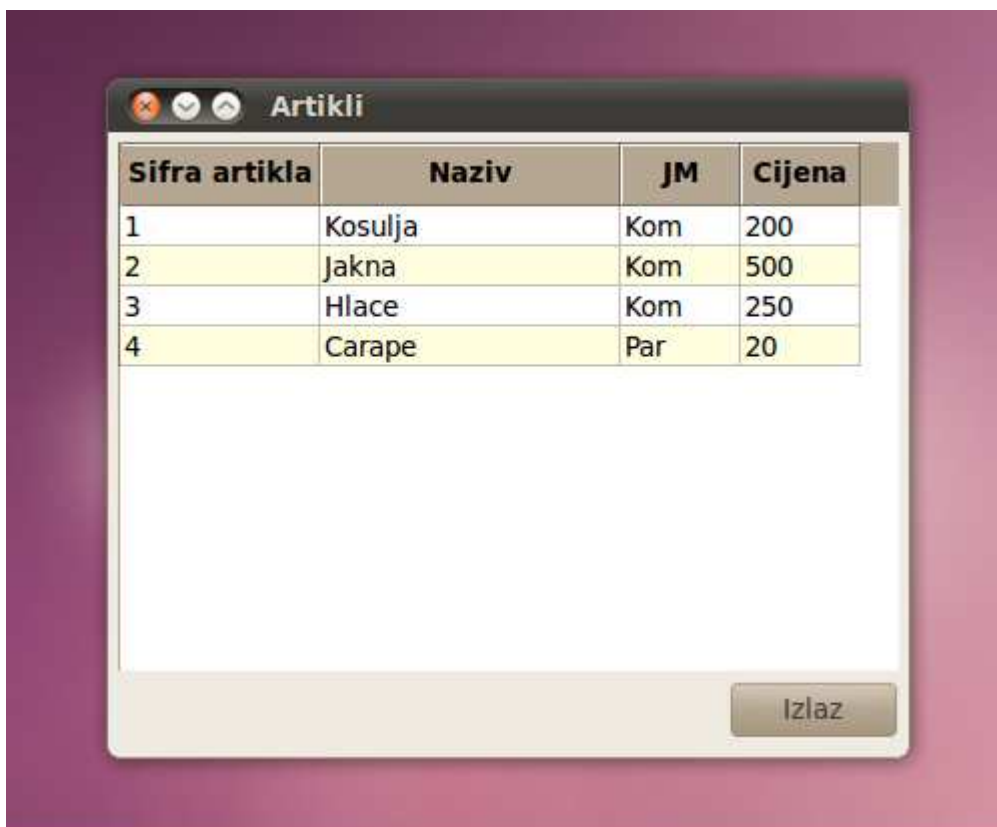 Artikli
Sifra artikla Naziv JM Cijena
1 Kosulja Kom 200
2 Jakna Kom 500
3 Hlace Kom 250
4 Carape Par 20
Izlaz